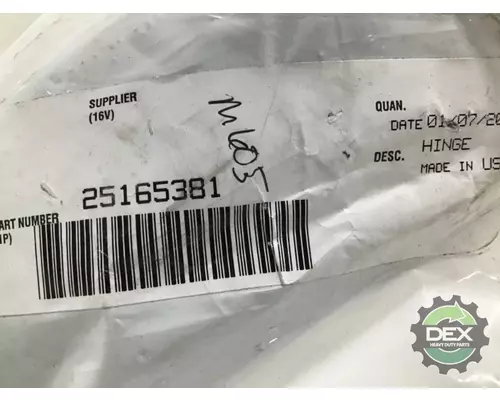 SUPPLIER
(16V)
QUAN.
DATE 01/07/20
DESC. HINGE
MADE IN US
25165381
ART NUMBER
1P)
DEX
HEAVY DUTY PARTS